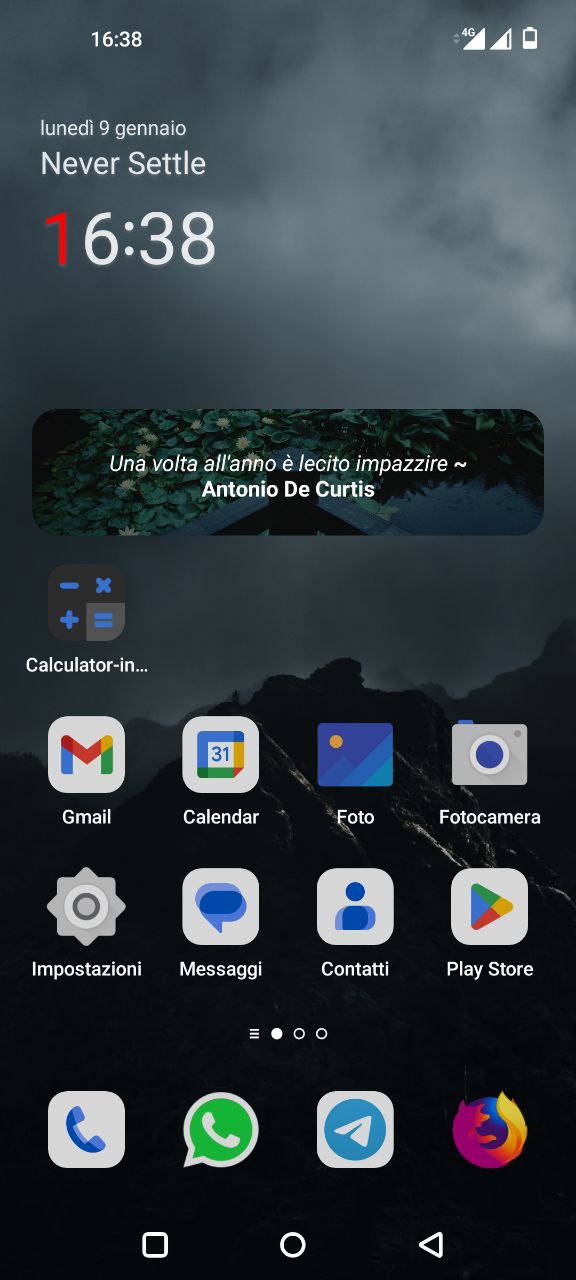 16:38
4G
lunedì 9 gennaio
Never Settle
16:38
Una volta all'anno è lecito impazzire ~
Antonio De Curtis
Calculator-in...
31
Gmail Calendar Foto Fotocamera
Impostazioni Messaggi Contatti Play Store